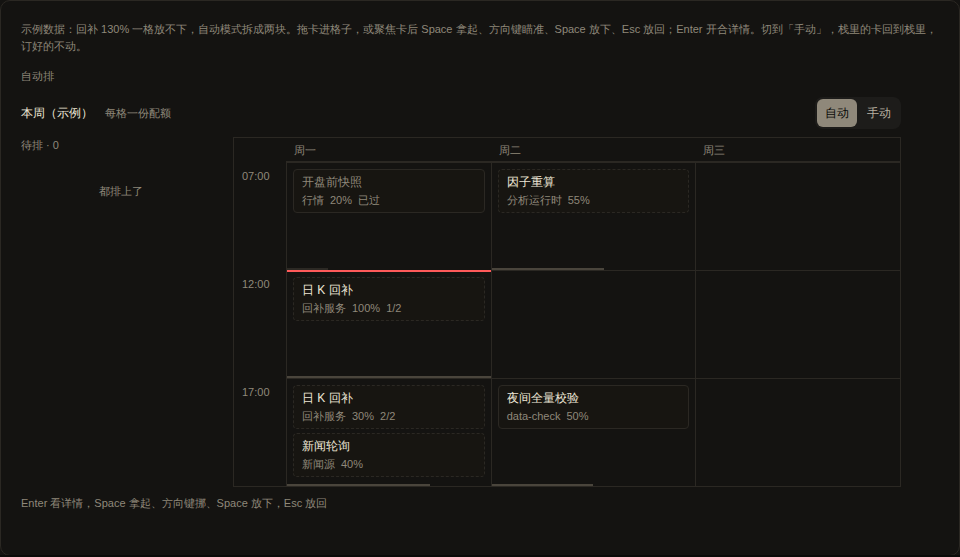 示例数据：回补 130% 一格放不下，自动模式拆成两块。拖卡进格子，或聚焦卡后 Space 拿起、方向键瞄准、Space 放下、Esc 放回；Enter 开合详情。切到「手动」，栈里的卡回到栈里，
订好的不动。
自动排
本周（示例） 每格一份配额
自动 手动
待排 · 0
都排上了
周一 周二 周三
07:00
开盘前快照
行情 20% 已过
因子重算
分析运行时 55%
12:00
日 K 回补
回补服务 100% 1/2
17:00
日 K 回补
回补服务 30% 2/2
夜间全量校验
data-check 50%
新闻轮询
新闻源 40%
Enter 看详情，Space 拿起、方向键挪、Space 放下，Esc 放回